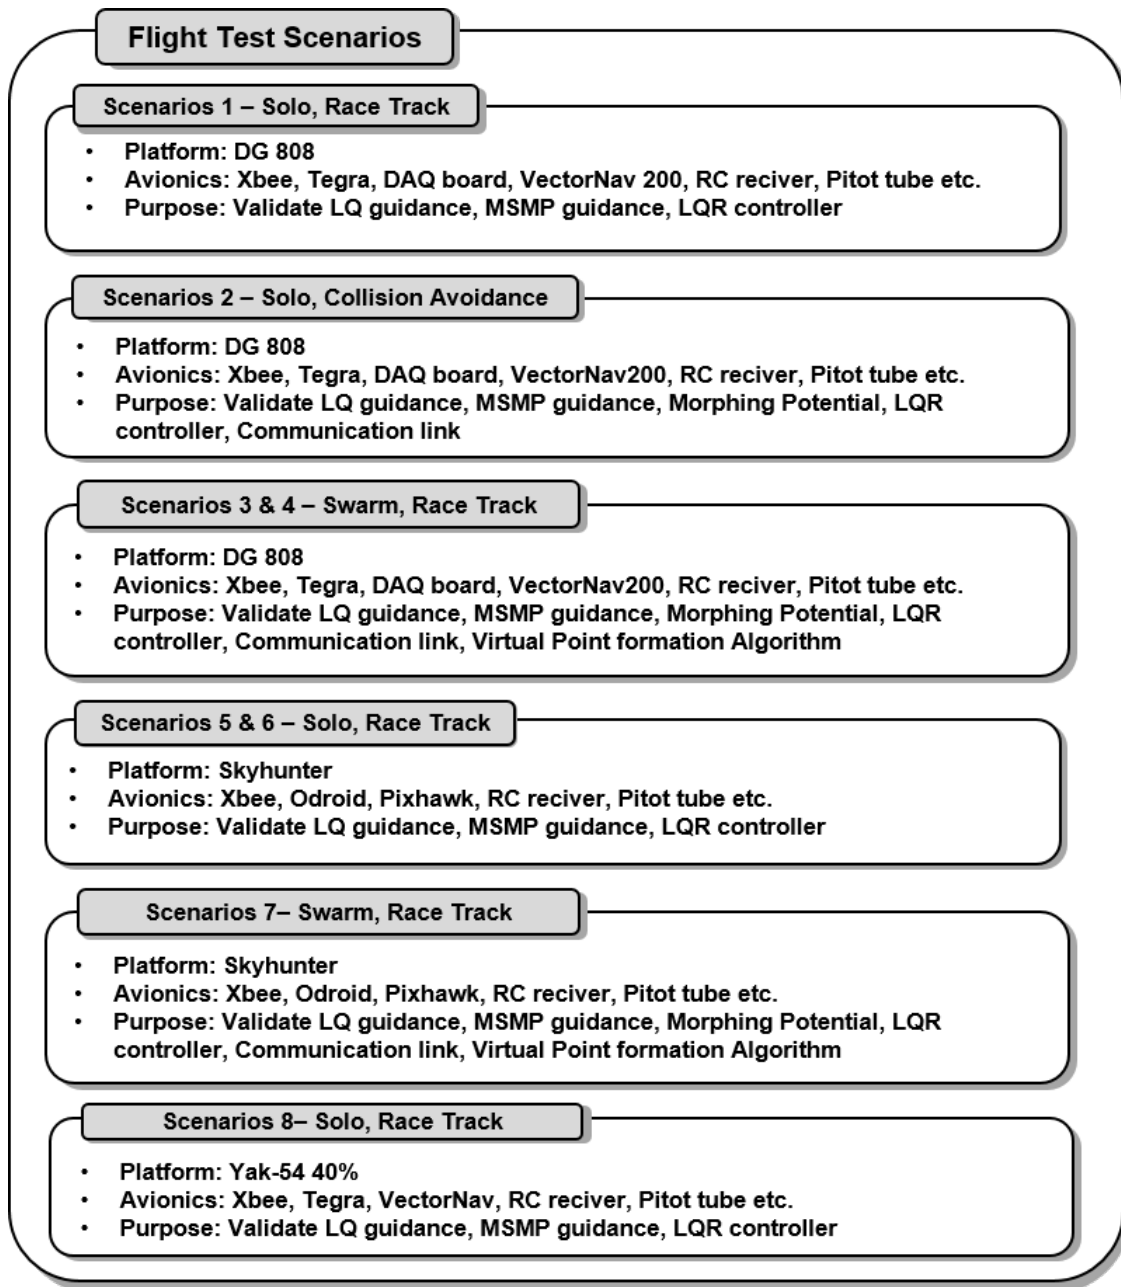 Flight Test Scenarios
Scenarios 1 – Solo, Race Track
• Platform: DG 808
• Avionics: Xbee, Tegra, DAQ board, VectorNav 200, RC reciver, Pitot tube etc.
• Purpose: Validate LQ guidance, MSMP guidance, LQR controller
Scenarios 2 – Solo, Collision Avoidance
• Platform: DG 808
• Avionics: Xbee, Tegra, DAQ board, VectorNav200, RC reciver, Pitot tube etc.
• Purpose: Validate LQ guidance, MSMP guidance, Morphing Potential, LQR
controller, Communication link
Scenarios 3 & 4 – Swarm, Race Track
• Platform: DG 808
• Avionics: Xbee, Tegra, DAQ board, VectorNav200, RC reciver, Pitot tube etc.
• Purpose: Validate LQ guidance, MSMP guidance, Morphing Potential, LQR
controller, Communication link, Virtual Point formation Algorithm
Scenarios 5 & 6 – Solo, Race Track
• Platform: Skyhunter
• Avionics: Xbee, Odroid, Pixhawk, RC reciver, Pitot tube etc.
• Purpose: Validate LQ guidance, MSMP guidance, LQR controller
Scenarios 7– Swarm, Race Track
• Platform: Skyhunter
• Avionics: Xbee, Odroid, Pixhawk, RC reciver, Pitot tube etc.
• Purpose: Validate LQ guidance, MSMP guidance, Morphing Potential, LQR
controller, Communication link, Virtual Point formation Algorithm
Scenarios 8– Solo, Race Track
• Platform: Yak-54 40%
• Avionics: Xbee, Tegra, VectorNav, RC reciver, Pitot tube etc.
• Purpose: Validate LQ guidance, MSMP guidance, LQR controller